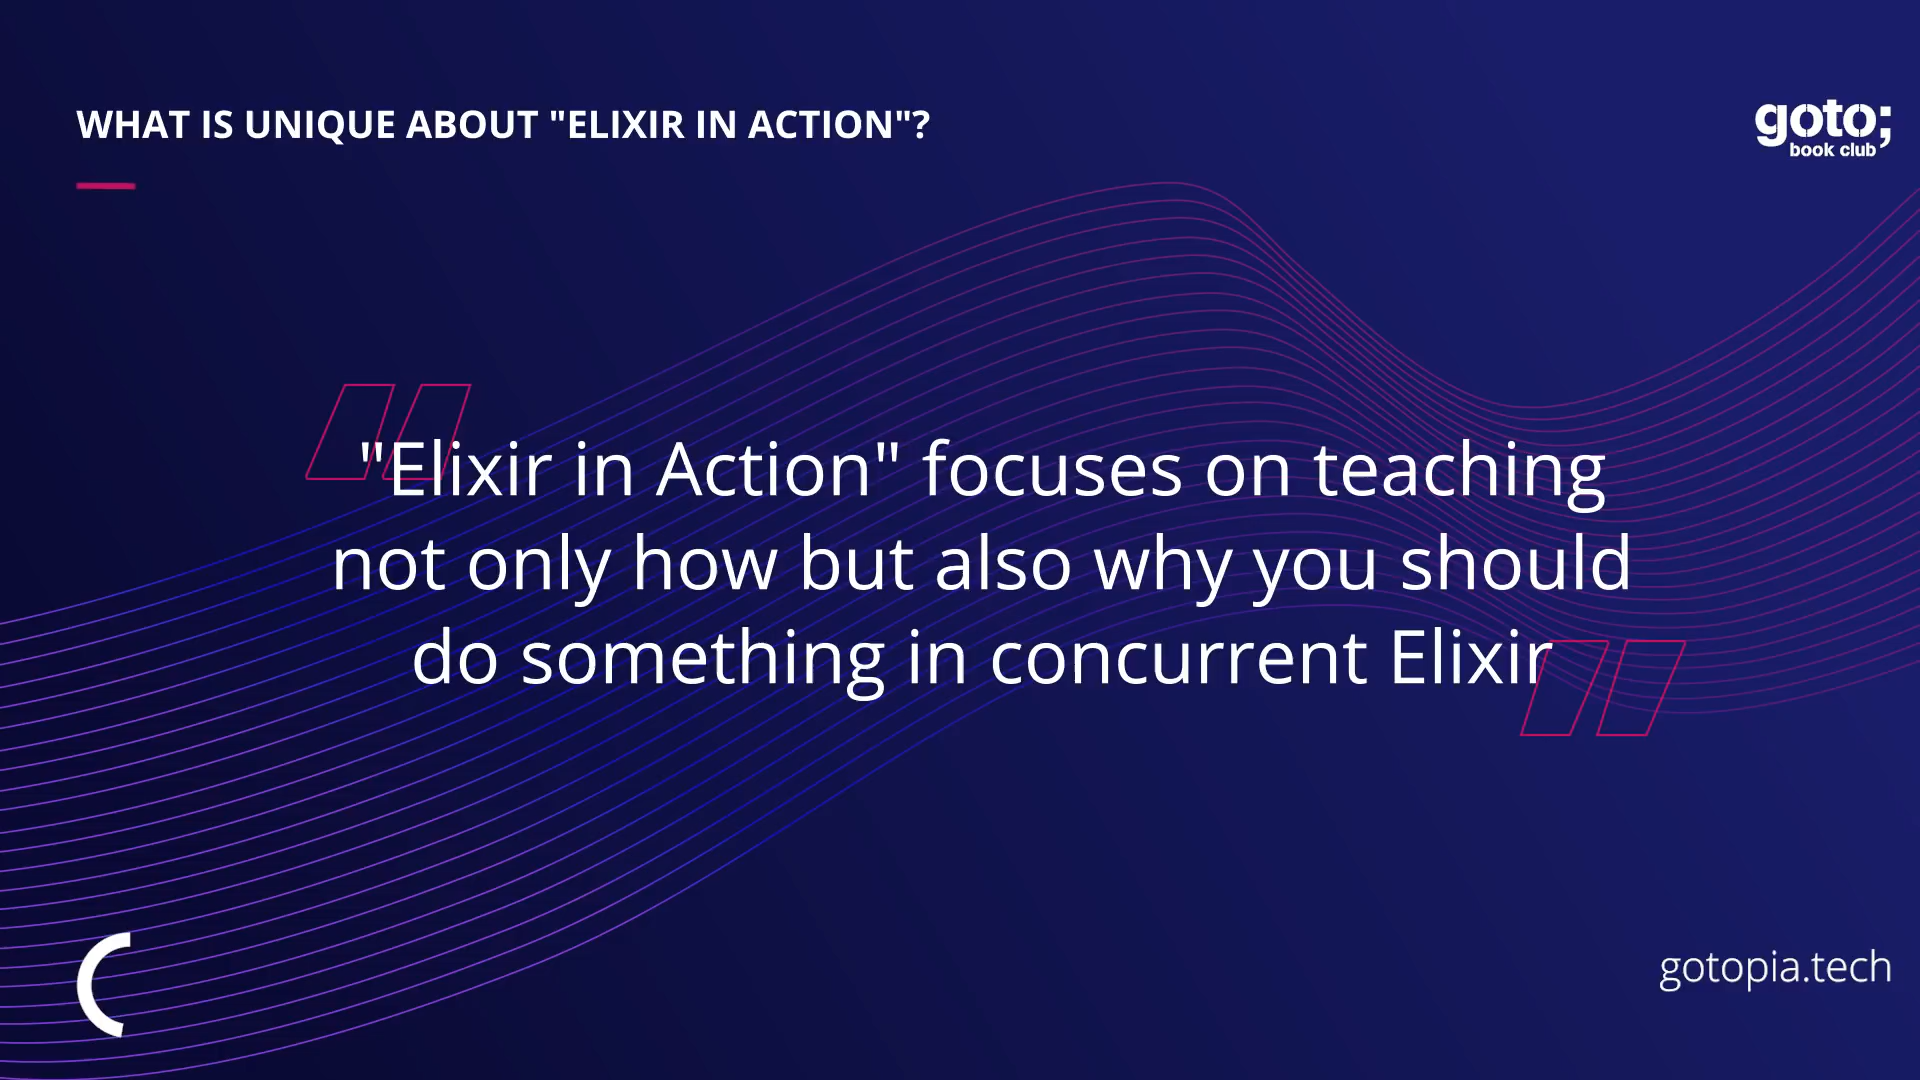 WHAT IS UNIQUE ABOUT "ELIXIR IN ACTION"?
goto;
book club
"Elixir in Action" focuses on teaching
not only how but also why you should
do something in concurrent Elixir
gotopia.tech